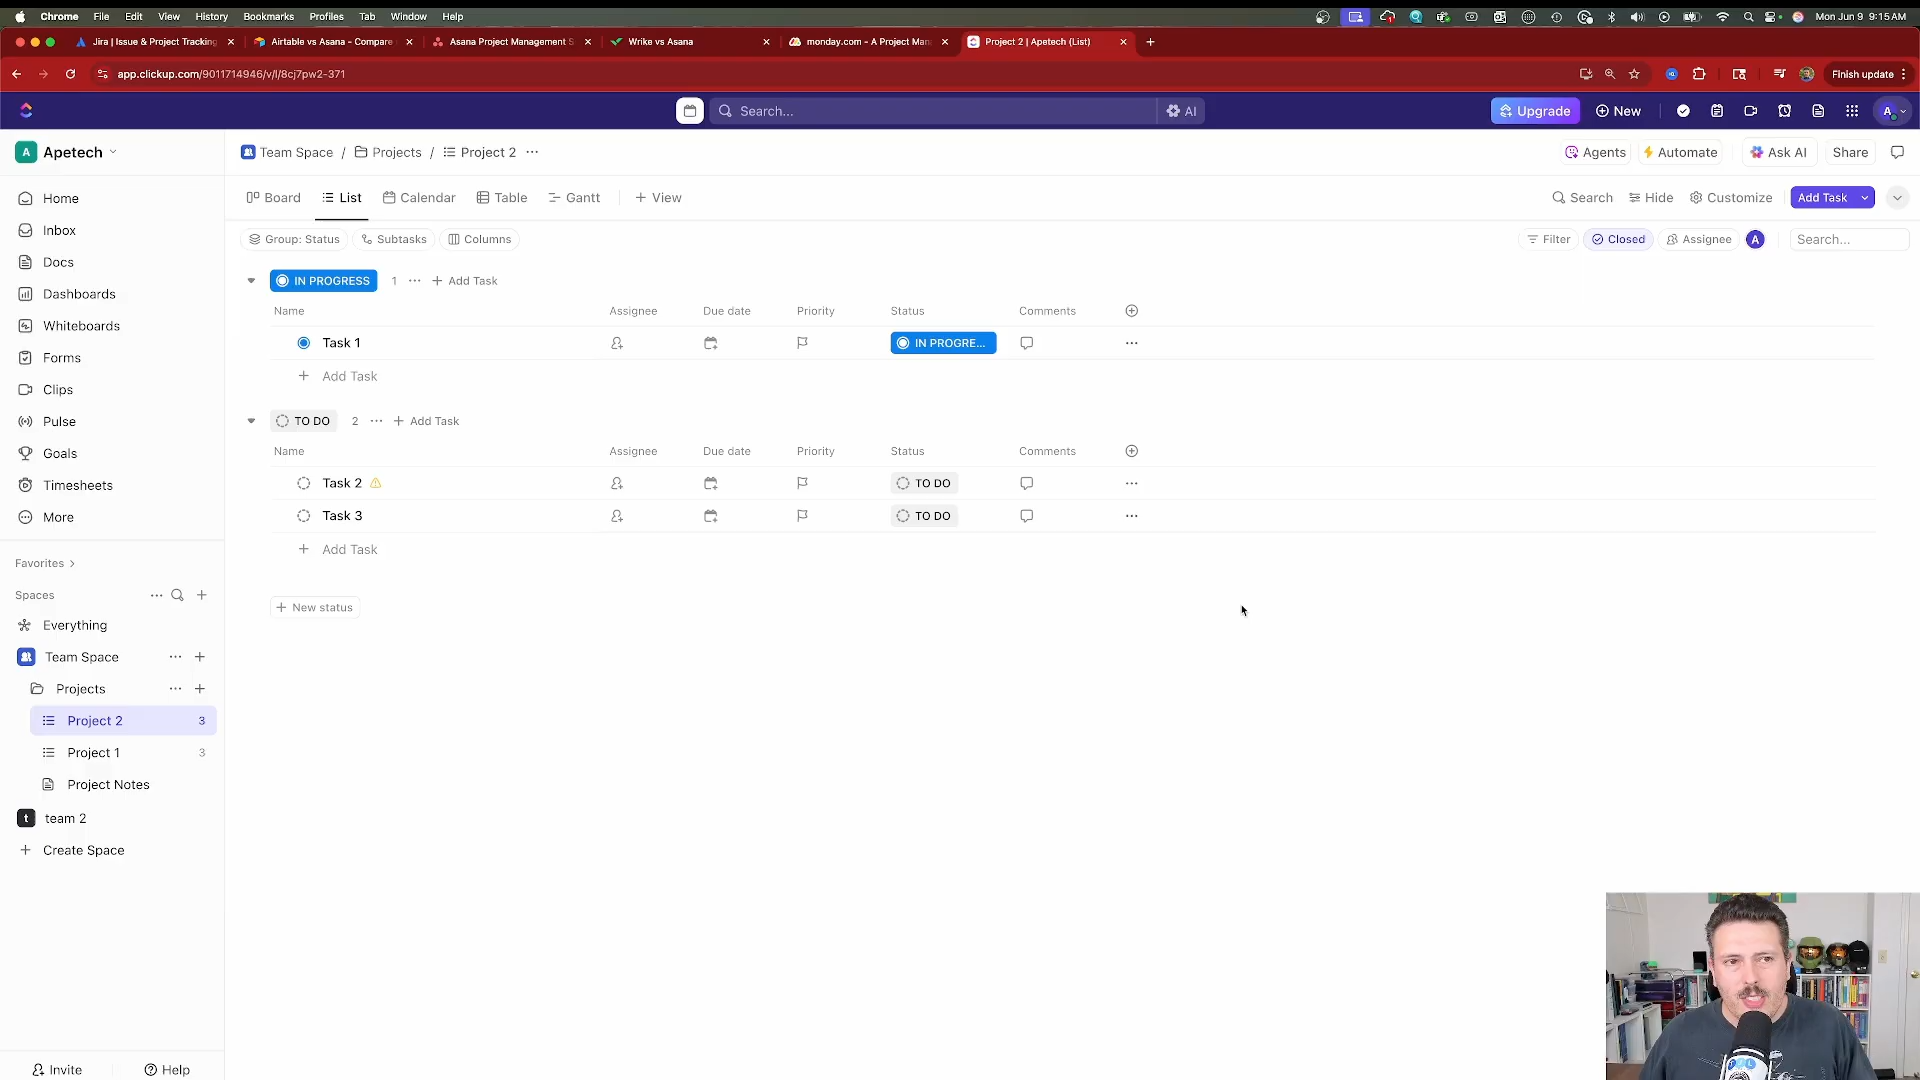 Chrome File Edit View History Bookmarks Profiles Tab Window Help Mon Jun 9 9:15 AM
Jira | Issue & Project Tracking Airtable vs Asana - Compare Asana Project Management S Wrike vs Asana monday.com - A Project Man Project 2 | Apetech (List)
app.clickup.com/9011714946/v/l/8cj7pw2-371 Finish update
Search... AI Upgrade New A
A Apetech Team Space / Projects / Project 2 Agents Automate Ask AI Share
Home
Inbox
Docs
Dashboards
Whiteboards
Forms
Clips
Pulse
Goals
Timesheets
More
Favorites
Spaces
Everything
Team Space
Projects
Project 2 3
Project 1 3
Project Notes
t team 2
Create Space
Invite Help
Board List Calendar Table Gantt View Search Hide Customize Add Task
Group: Status Subtasks Columns Filter Closed Assignee A Search...
IN PROGRESS 1 Add Task
Name Assignee Due date Priority Status Comments
Task 1 IN PROGRE...
Add Task
TO DO 2 Add Task
Name Assignee Due date Priority Status Comments
Task 2 TO DO
Task 3 TO DO
Add Task
New status